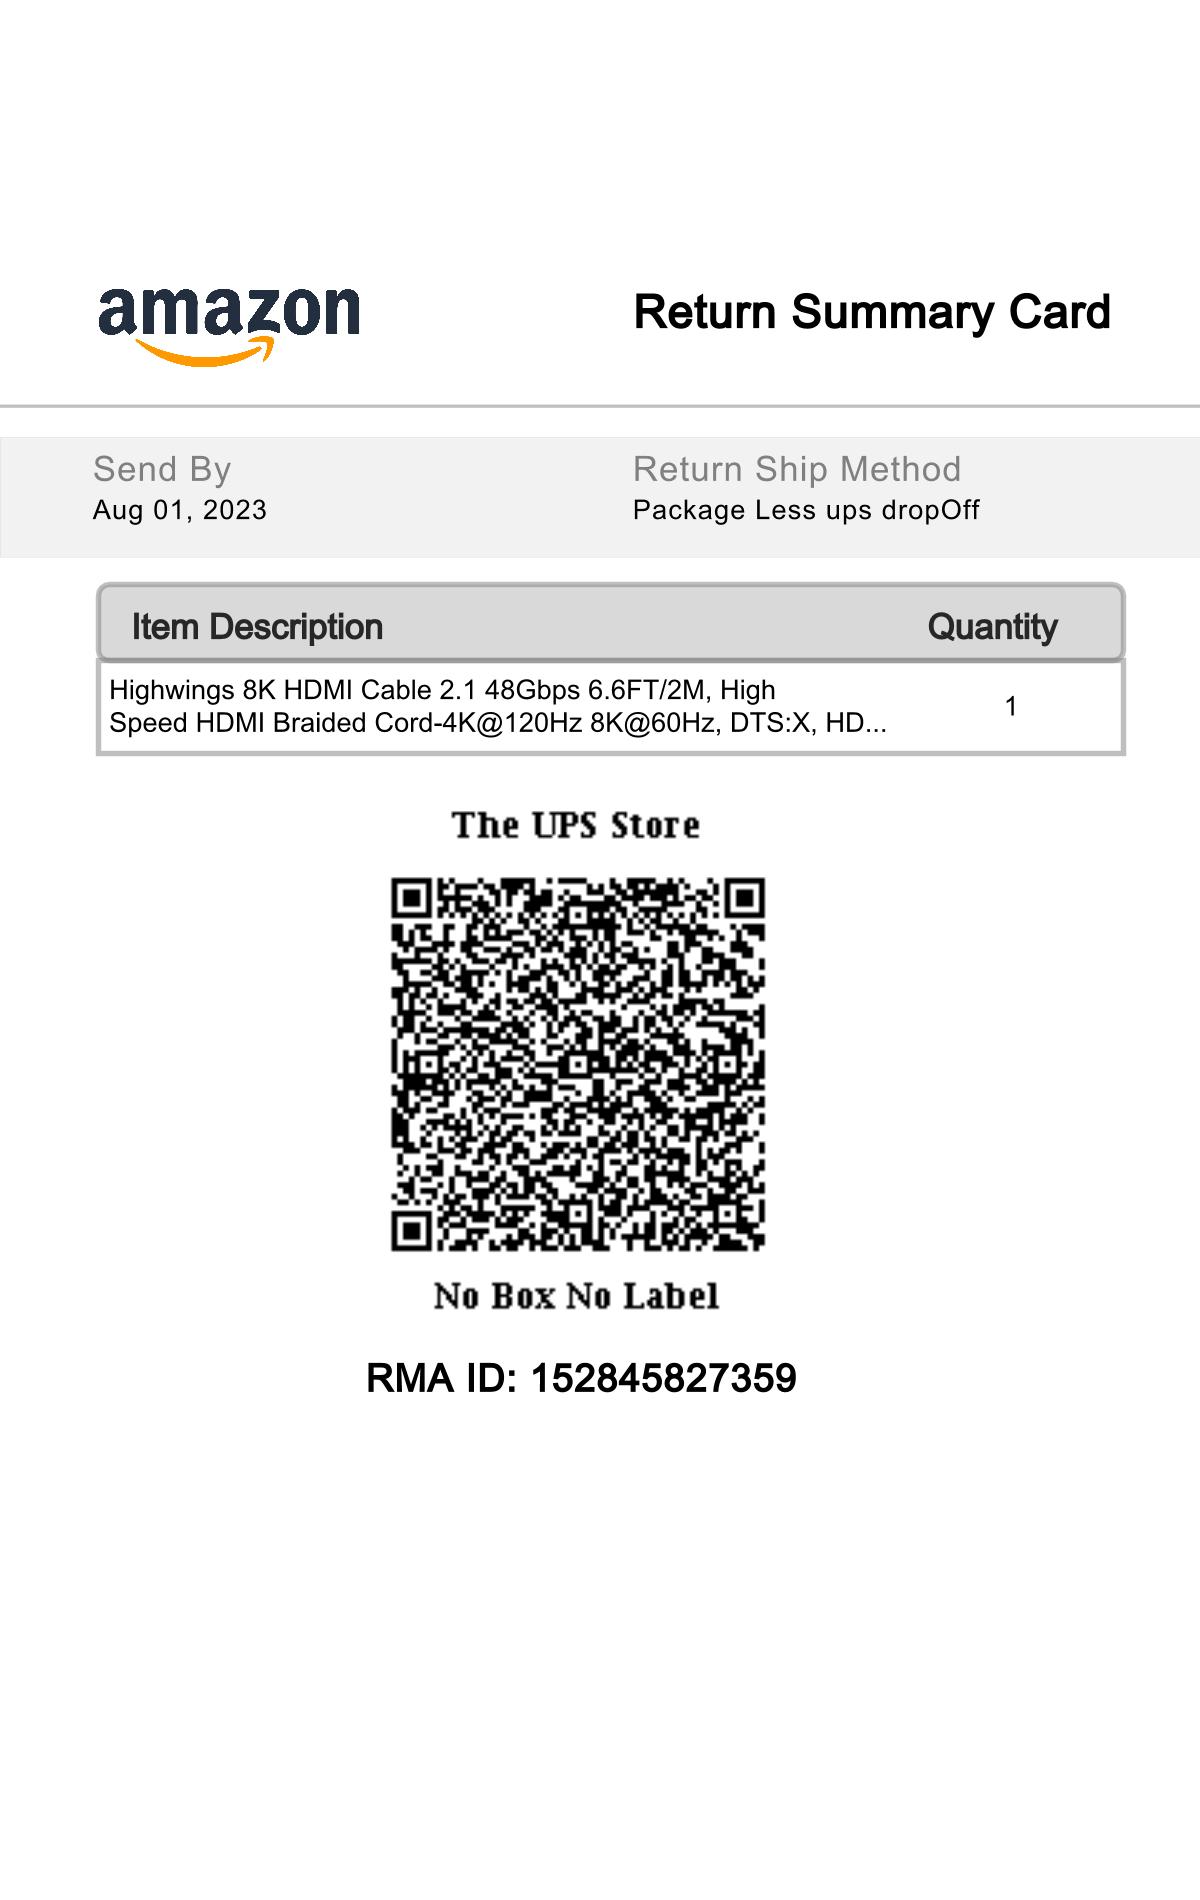 amazon
Return Summary Card
Send By
Aug 01, 2023
Return Ship Method
Package Less ups dropOff
Item Description
Quantity
Highwings 8K HDMI Cable 2.1 48Gbps 6.6FT/2M, High
Speed HDMI Braided Cord-4K@120Hz 8K@60Hz, DTS:X, HD...
1
The UPS Store
No Box No Label
RMA ID: 152845827359